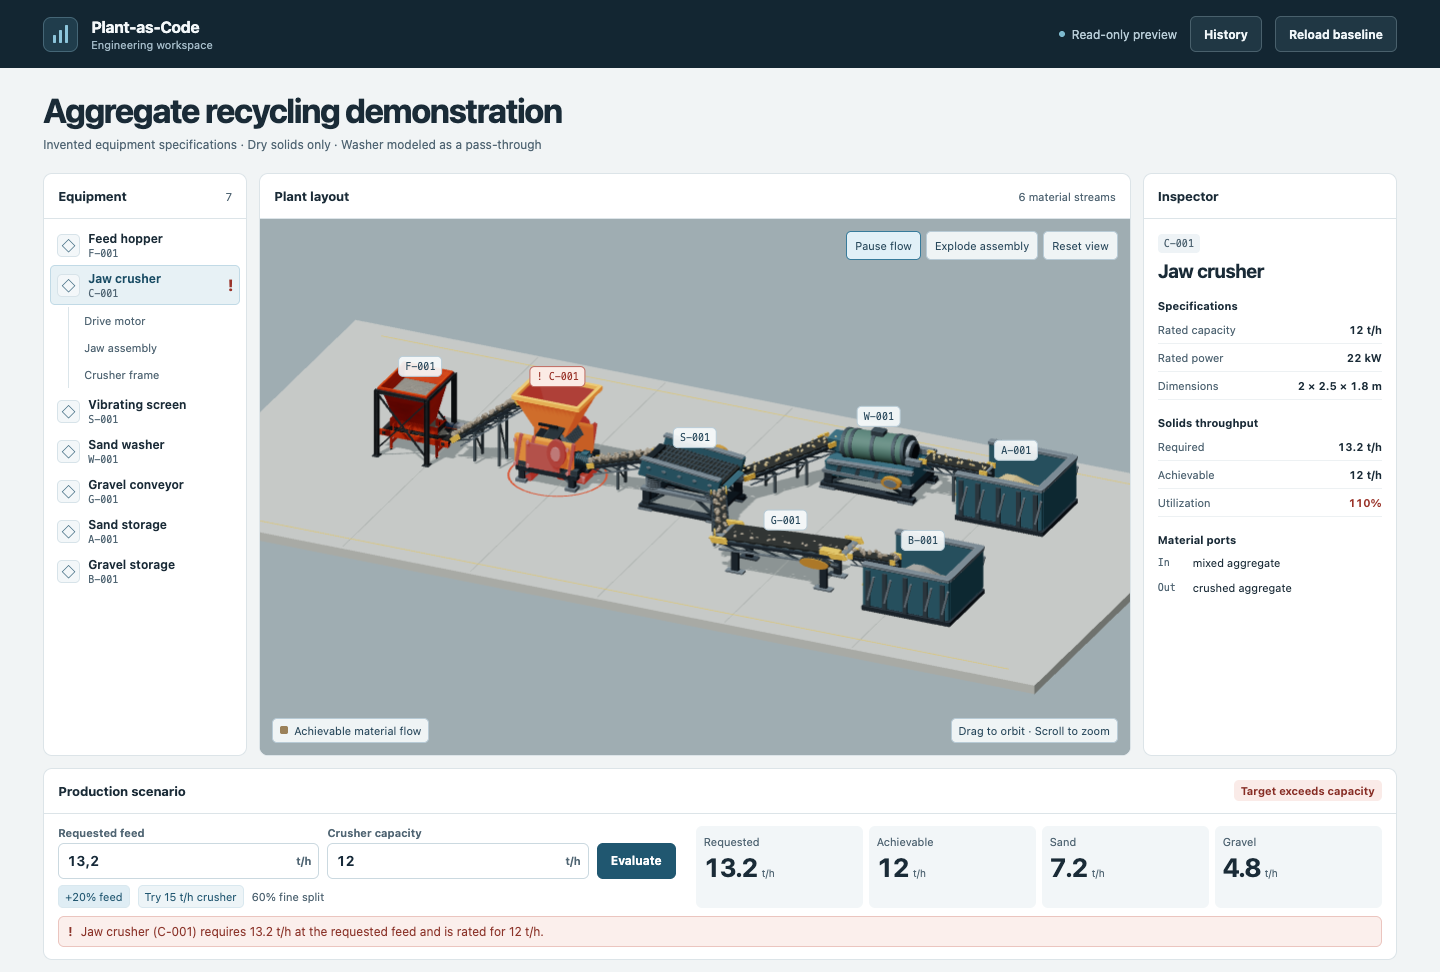 Plant-as-Code
Engineering workspace
Read-only preview
History
Reload baseline
Aggregate recycling demonstration
Invented equipment specifications · Dry solids only · Washer modeled as a pass-through
Equipment
7
Feed hopper
F-001
Jaw crusher
C-001
!
Drive motor
Jaw assembly
Crusher frame
Vibrating screen
S-001
Sand washer
W-001
Gravel conveyor
G-001
Sand storage
A-001
Gravel storage
B-001
Plant layout
6 material streams
Pause flow
Explode assembly
Reset view
F-001
! C-001
S-001
W-001
A-001
G-001
B-001
Achievable material flow
Drag to orbit · Scroll to zoom
Inspector
C-001
Jaw crusher
Specifications
Rated capacity 12 t/h
Rated power 22 kW
Dimensions 2 × 2.5 × 1.8 m
Solids throughput
Required 13.2 t/h
Achievable 12 t/h
Utilization 110%
Material ports
In mixed aggregate
Out crushed aggregate
Production scenario
Target exceeds capacity
Requested feed
13,2 t/h
Crusher capacity
12 t/h
Evaluate
+20% feed
Try 15 t/h crusher
60% fine split
Requested
13.2 t/h
Achievable
12 t/h
Sand
7.2 t/h
Gravel
4.8 t/h
! Jaw crusher (C-001) requires 13.2 t/h at the requested feed and is rated for 12 t/h.